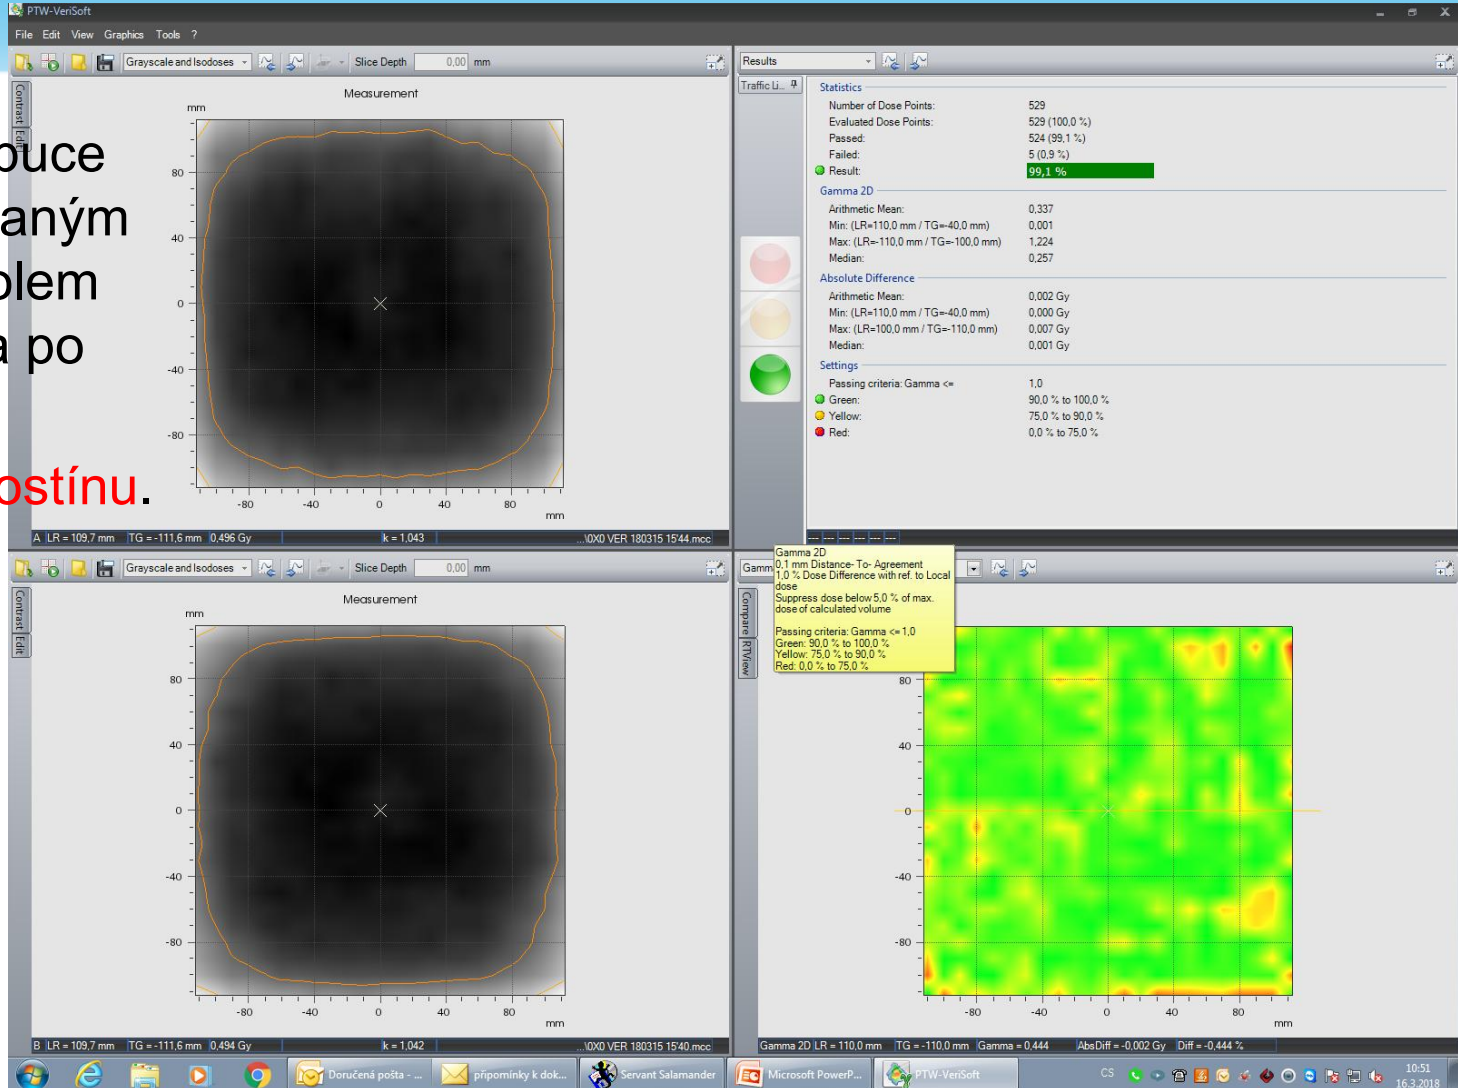 PTW-VeriSoft
File Edit View Graphics Tools ?
Grayscale and Isodoses
Slice Depth 0.00 mm
Contrast
Edit
Measurement
mm
80
40
0
-40
-80
-80 -40 0 40 80
mm
A LR = 109,7 mm TG = -111,6 mm 0,496 Gy k = 1,043 ...\0X0 VER 180315 15'44.mcc
ouce
aným
olem
a po
ostínu.
Results
Traffic Li...
Statistics
Number of Dose Points: 529
Evaluated Dose Points: 529 (100,0 %)
Passed: 524 (99,1 %)
Failed: 5 (0,9 %)
Result: 99,1 %
Gamma 2D
Arithmetic Mean: 0,337
Min: (LR=110,0 mm / TG=-40,0 mm) 0,001
Max: (LR=-110,0 mm / TG=-100,0 mm) 1,224
Median: 0,257
Absolute Difference
Arithmetic Mean: 0,002 Gy
Min: (LR=110,0 mm / TG=-40,0 mm) 0,000 Gy
Max: (LR=100,0 mm / TG=-110,0 mm) 0,007 Gy
Median: 0,001 Gy
Settings
Passing criteria: Gamma <= 1,0
Green: 90,0 % to 100,0 %
Yellow: 75,0 % to 90,0 %
Red: 0,0 % to 75,0 %
--- --- --- --- --- ---
Grayscale and Isodoses
Slice Depth 0.00 mm
Contrast
Edit
Measurement
mm
80
40
0
-40
-80
-80 -40 0 40 80
mm
B LR = 109,7 mm TG = -111,6 mm 0,494 Gy k = 1,042 ...\0X0 VER 180315 15'40.mcc
Gamm
Compare
RTView
Gamma 2D
0,1 mm Distance- To- Agreement
1,0 % Dose Difference with ref. to Local
dose
Suppress dose below 5,0 % of max.
dose of calculated volume
Passing criteria: Gamma <= 1,0
Green: 90,0 % to 100,0 %
Yellow: 75,0 % to 90,0 %
Red: 0,0 % to 75,0 %
80
40
0
-40
-80
-80 -40 0 40 80
mm
Gamma 2D LR = 110,0 mm TG = -110,0 mm Gamma = 0,444 AbsDiff = -0,002 Gy Diff = -0,444 %
Doručená pošta - ...
připomínky k dok...
Servant Salamander
Microsoft PowerP...
PTW-VeriSoft
CS
10:51
16.3.2018